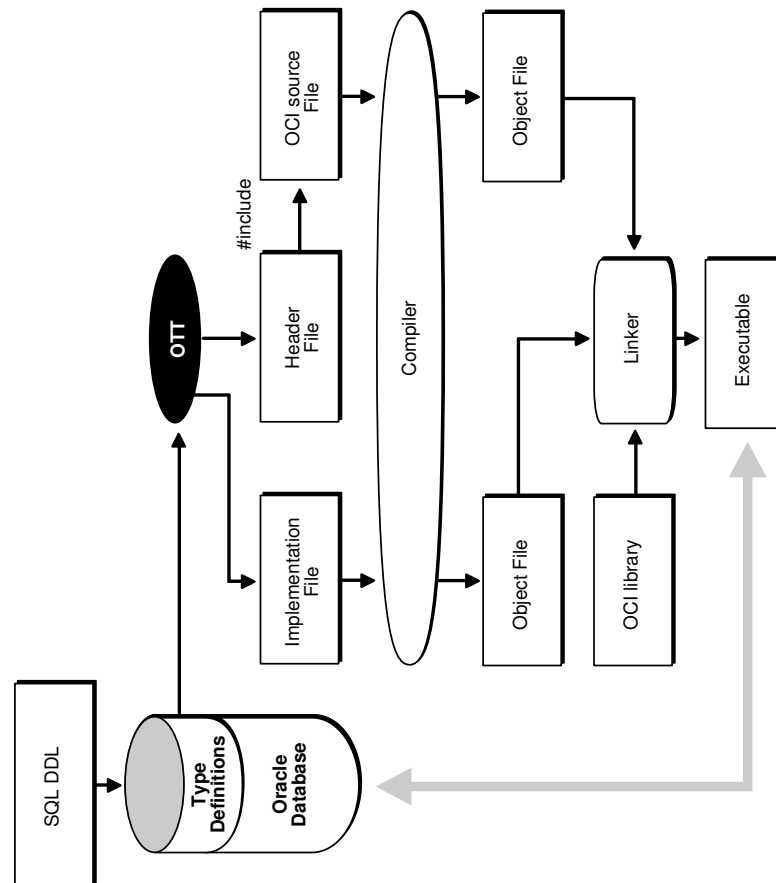 SQL DDL
Type
Definitions
Oracle
Database
OTT
Implementation
File
Header
File
#include
OCI source
File
Compiler
Object File
Object File
OCI library
Linker
Executable